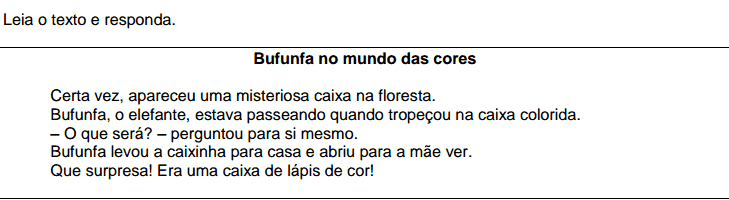 Leia o texto e responda.
Bufunfa no mundo das cores
Certa vez, apareceu uma misteriosa caixa na floresta.
Bufunfa, o elefante, estava passeando quando tropeçou na caixa colorida.
– O que será? – perguntou para si mesmo.
Bufunfa levou a caixinha para casa e abriu para a mãe ver.
Que surpresa! Era uma caixa de lápis de cor!